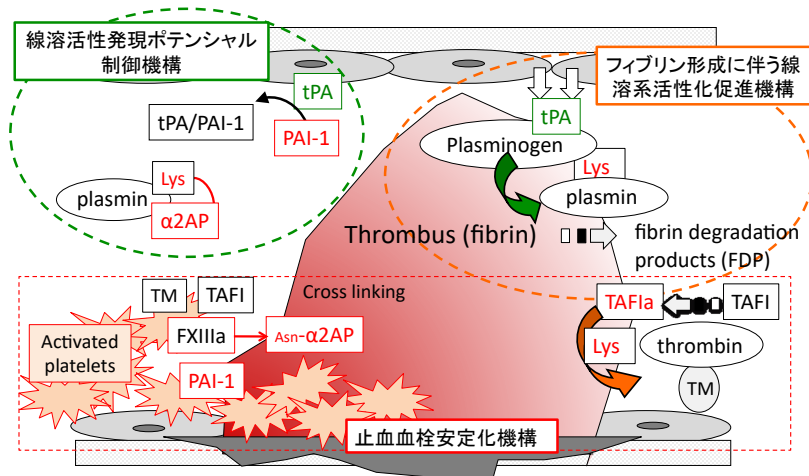 線溶活性発現ポテンシャル
制御機構
フィブリン形成に伴う線
溶系活性化促進機構
tPA
tPA/PAI-1
PAI-1
Lys
plasmin
α2AP
tPA
Plasminogen
Lys
plasmin
Thrombus (fibrin)
fibrin degradation
products (FDP)
Cross linking
TM
TAFI
FXIIIa
Asn-α2AP
Activated
platelets
PAI-1
TAFIa
TAFI
Lys
thrombin
TM
止血血栓安定化機構